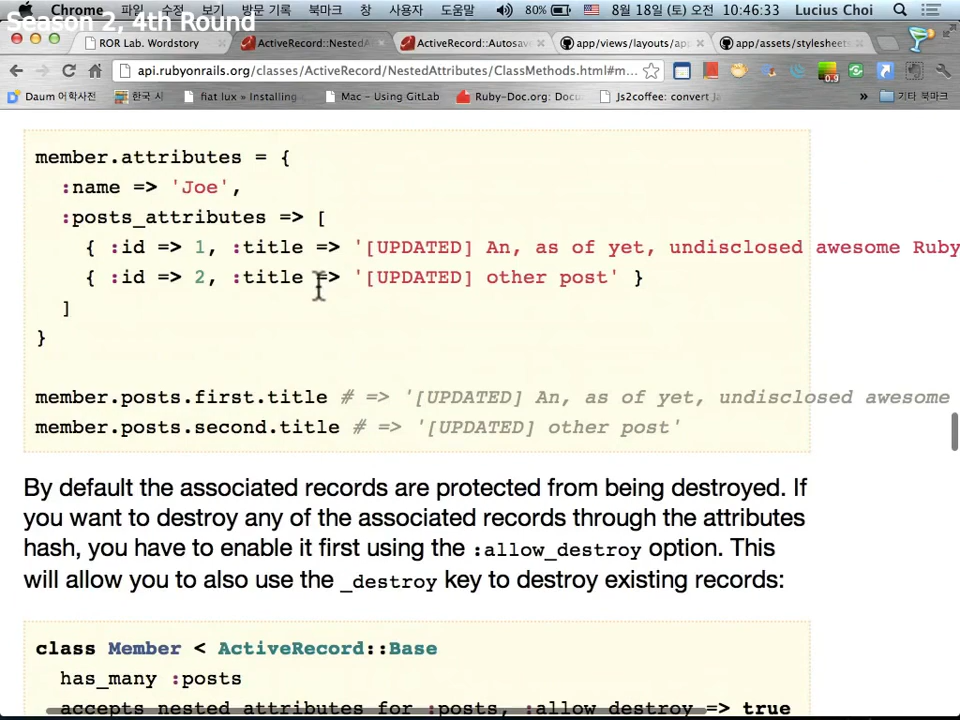 Chrome 파일 수정 보기 방문 기록 북마크 창 사용자 도움말 80% 8월 18일(토) 오전 10:46:33 Lucius Choi
Season 2, 4th Round
ROR Lab. Wordstory ActiveRecord::Nested ActiveRecord::Autosav app/views/layouts/ap app/assets/stylesheets
api.rubyonrails.org/classes/ActiveRecord/NestedAttributes/ClassMethods.html#m... 0.9
Daum 어학사전 한국 시 fiat lux » Installing Mac – Using GitLab Ruby-Doc.org: Docu Js2coffee: convert Ja » 기타 북마크
member.attributes = {
:name => 'Joe',
:posts_attributes => [
{ :id => 1, :title => '[UPDATED] An, as of yet, undisclosed awesome Ruby
{ :id => 2, :title => '[UPDATED] other post' }
]
}
member.posts.first.title # => '[UPDATED] An, as of yet, undisclosed awesome
member.posts.second.title # => '[UPDATED] other post'
By default the associated records are protected from being destroyed. If
you want to destroy any of the associated records through the attributes
hash, you have to enable it first using the :allow_destroy option. This
will allow you to also use the _destroy key to destroy existing records:
class Member < ActiveRecord::Base
has_many :posts
accepts_nested_attributes_for :posts, :allow_destroy => true